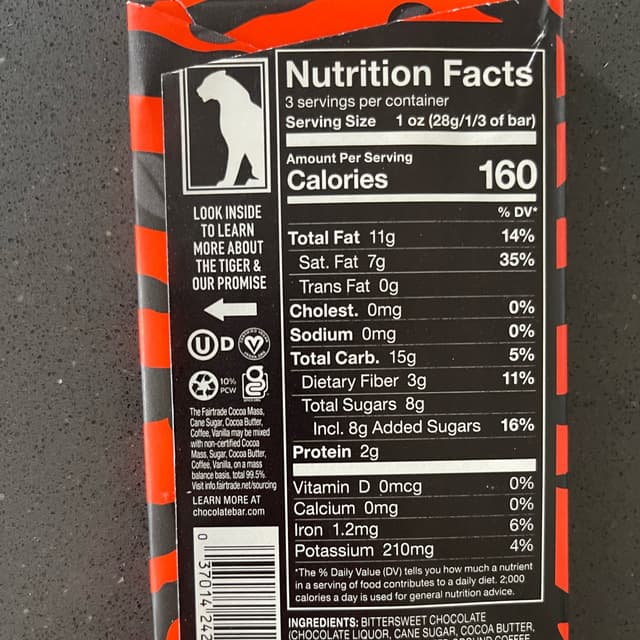 Nutrition Facts
3 servings per container
Serving Size 1 oz (28g/1/3 of bar)
Amount Per Serving
Calories 160
% DV*
Total Fat 11g 14%
Sat. Fat 7g 35%
Trans Fat 0g
Cholest. 0mg 0%
Sodium 0mg 0%
Total Carb. 15g 5%
Dietary Fiber 3g 11%
Total Sugars 8g
Incl. 8g Added Sugars 16%
Protein 2g
Vitamin D 0mcg 0%
Calcium 0mg 0%
Iron 1.2mg 6%
Potassium 210mg 4%
*The % Daily Value (DV) tells you how much a nutrient
in a serving of food contributes to a daily diet. 2,000
calories a day is used for general nutrition advice.
INGREDIENTS: BITTERSWEET CHOCOLATE
(CHOCOLATE LIQUOR, CANE SUGAR, COCOA BUTTER,
GROUND COFFEE
LOOK INSIDE
TO LEARN
MORE ABOUT
THE TIGER &
OUR PROMISE
U D
10%
PCW
The Fairtrade Cocoa Mass,
Cane Sugar, Cocoa Butter,
Coffee, Vanilla may be mixed
with non-certified Cocoa
Mass, Sugar, Cocoa Butter,
Coffee, Vanilla, on a mass
balance basis, total 99.5%.
Visit info.fairtrade.net/sourcing
LEARN MORE AT
chocolatebar.com
0 37014 242